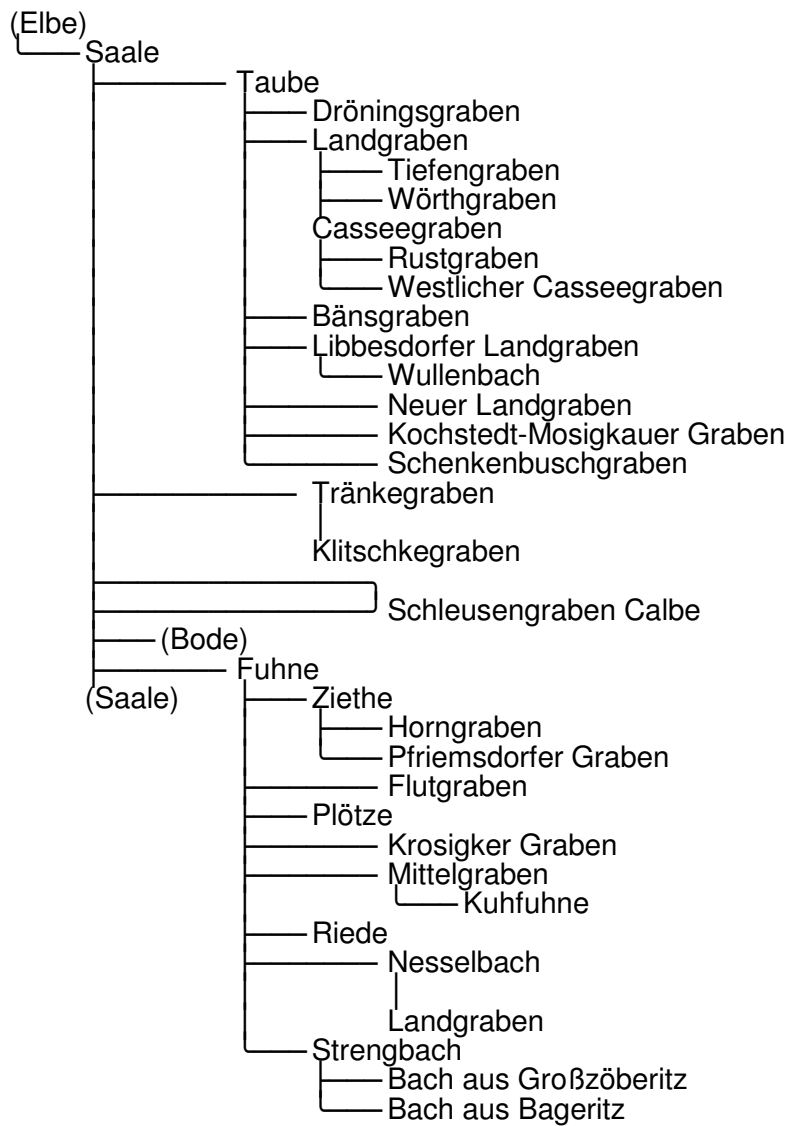 (Elbe)
Saale
Taube
Dröningsgraben
Landgraben
Tiefengraben
Wörthgraben
Casseegraben
Rustgraben
Westlicher Casseegraben
Bänsgraben
Libbesdorfer Landgraben
Wullenbach
Neuer Landgraben
Kochstedt-Mosigkauer Graben
Schenkenbuschgraben
Tränkegraben
Klitschkegraben
Schleusengraben Calbe
(Bode)
Fuhne
(Saale)
Ziethe
Horngraben
Pfriemsdorfer Graben
Flutgraben
Plötze
Krosigker Graben
Mittelgraben
Kuhfuhne
Riede
Nesselbach
Landgraben
Strengbach
Bach aus Großzöberitz
Bach aus Bageritz